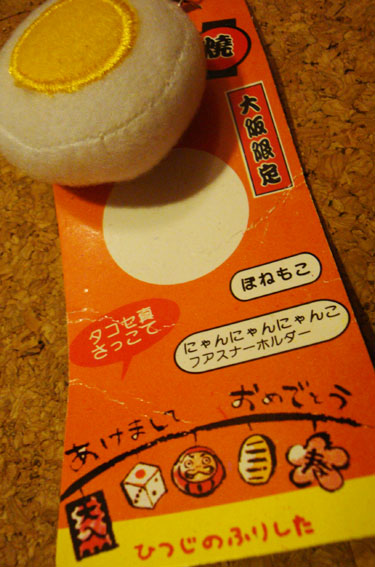 焼
大阪限定
ほねもこ
タゴセ賣
さっこて
にゃんにゃんにゃんこ
ファスナーホルダー
あけまして おめでとう
春
ひつじのふりした